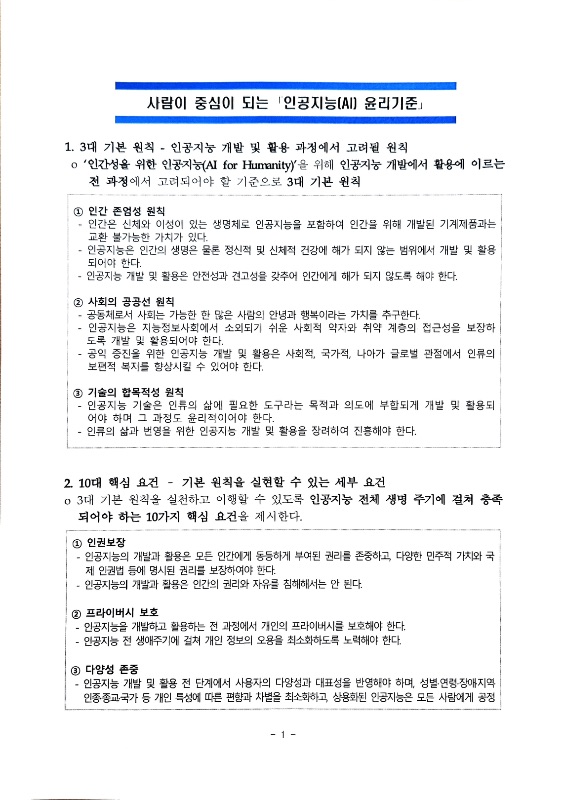 사람이 중심이 되는 「인공지능(AI) 윤리기준」
1. 3대 기본 원칙 - 인공지능 개발 및 활용 과정에서 고려될 원칙
o '인간성을 위한 인공지능(AI for Humanity)'을 위해 인공지능 개발에서 활용에 이르는
전 과정에서 고려되어야 할 기준으로 3대 기본 원칙
① 인간 존엄성 원칙
- 인간은 신체와 이성이 있는 생명체로 인공지능을 포함하여 인간을 위해 개발된 기계제품과는
교환 불가능한 가치가 있다.
- 인공지능은 인간의 생명은 물론 정신적 및 신체적 건강에 해가 되지 않는 범위에서 개발 및 활용
되어야 한다.
- 인공지능 개발 및 활용은 안전성과 견고성을 갖추어 인간에게 해가 되지 않도록 해야 한다.
② 사회의 공공선 원칙
- 공동체로서 사회는 가능한 한 많은 사람의 안녕과 행복이라는 가치를 추구한다.
- 인공지능은 지능정보사회에서 소외되기 쉬운 사회적 약자와 취약 계층의 접근성을 보장하
도록 개발 및 활용되어야 한다.
- 공익 증진을 위한 인공지능 개발 및 활용은 사회적, 국가적, 나아가 글로벌 관점에서 인류의
보편적 복지를 향상시킬 수 있어야 한다.
③ 기술의 합목적성 원칙
- 인공지능 기술은 인류의 삶에 필요한 도구라는 목적과 의도에 부합되게 개발 및 활용되
어야 하며 그 과정도 윤리적이어야 한다.
- 인류의 삶과 번영을 위한 인공지능 개발 및 활용을 장려하여 진흥해야 한다.
2. 10대 핵심 요건 - 기본 원칙을 실현할 수 있는 세부 요건
o 3대 기본 원칙을 실천하고 이행할 수 있도록 인공지능 전체 생명 주기에 걸쳐 충족
되어야 하는 10가지 핵심 요건을 제시한다.
① 인권보장
- 인공지능의 개발과 활용은 모든 인간에게 동등하게 부여된 권리를 존중하고, 다양한 민주적 가치와 국
제 인권법 등에 명시된 권리를 보장하여야 한다.
- 인공지능의 개발과 활용은 인간의 권리와 자유를 침해해서는 안 된다.
② 프라이버시 보호
- 인공지능을 개발하고 활용하는 전 과정에서 개인의 프라이버시를 보호해야 한다.
- 인공지능 전 생애주기에 걸쳐 개인 정보의 오용을 최소화하도록 노력해야 한다.
③ 다양성 존중
- 인공지능 개발 및 활용 전 단계에서 사용자의 다양성과 대표성을 반영해야 하며, 성별·연령·장애·지역·
인종·종교·국가 등 개인 특성에 따른 편향과 차별을 최소화하고, 상용화된 인공지능은 모든 사람에게 공정
- 1 -